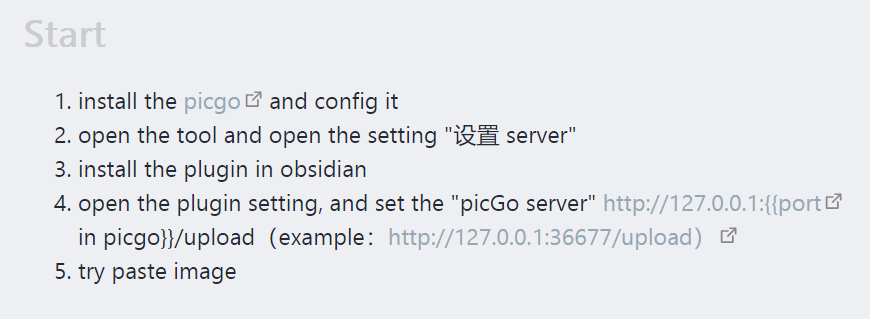 Start
1. install the picgo and config it
2. open the tool and open the setting "设置 server"
3. install the plugin in obsidian
4. open the plugin setting, and set the "picGo server" http://127.0.0.1:{{port
in picgo}}/upload（example：http://127.0.0.1:36677/upload）
5. try paste image